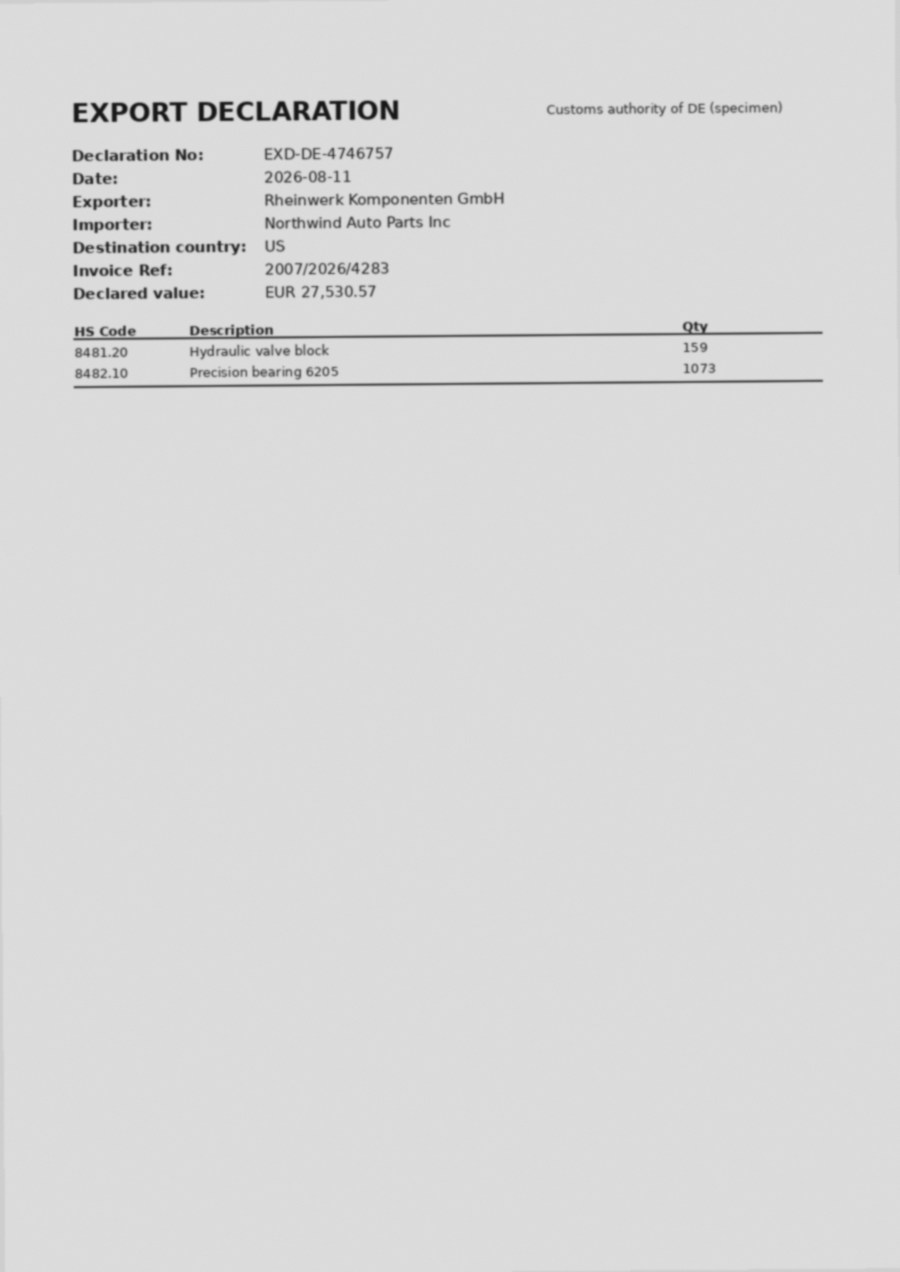 EXPORT DECLARATION
Customs authority of DE (specimen)
Declaration No: EXD-DE-4746757
Date: 2026-08-11
Exporter: Rheinwerk Komponenten GmbH
Importer: Northwind Auto Parts Inc
Destination country: US
Invoice Ref: 2007/2026/4283
Declared value: EUR 27,530.57
HS Code Description Qty
8481.20 Hydraulic valve block 159
8482.10 Precision bearing 6205 1073